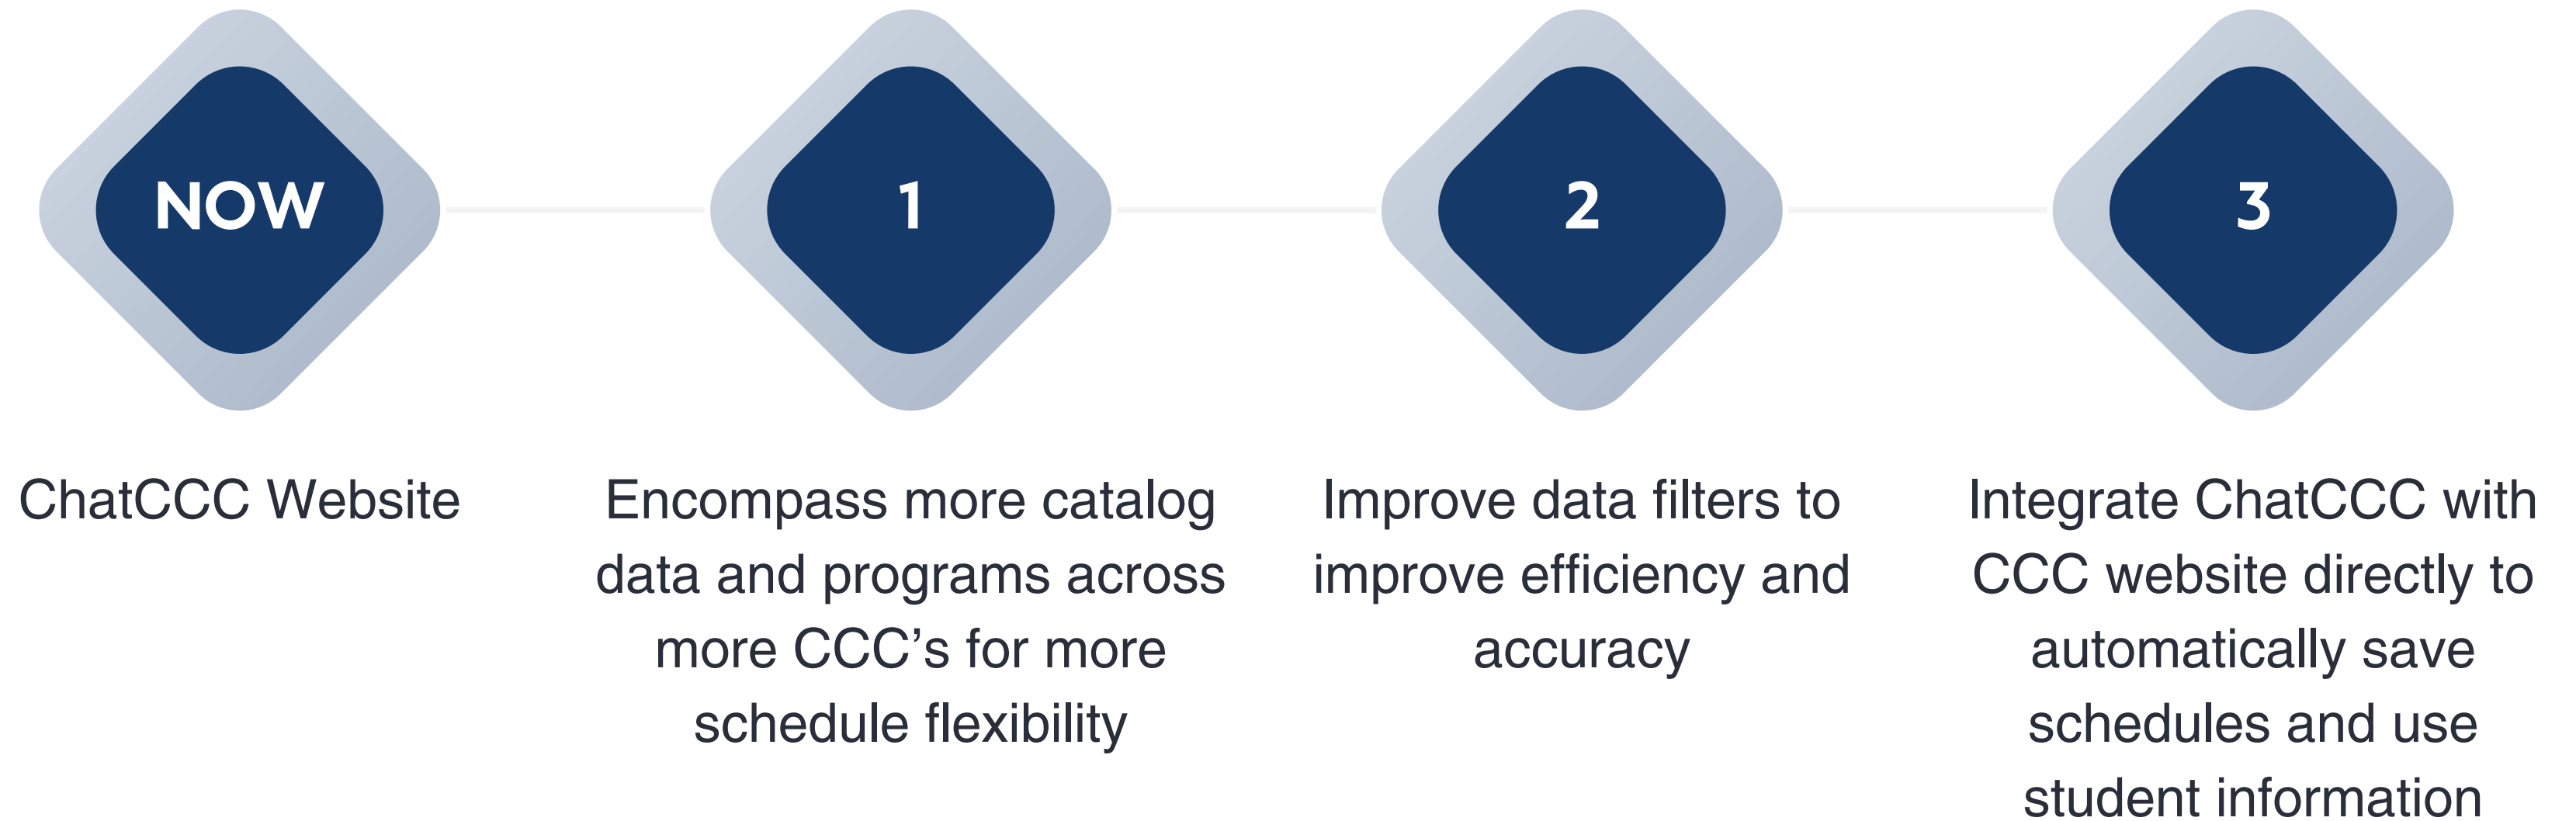 NOW
ChatCCC Website
1
Encompass more catalog
data and programs across
more CCC’s for more
schedule flexibility
2
Improve data filters to
improve efficiency and
accuracy
3
Integrate ChatCCC with
CCC website directly to
automatically save
schedules and use
student information